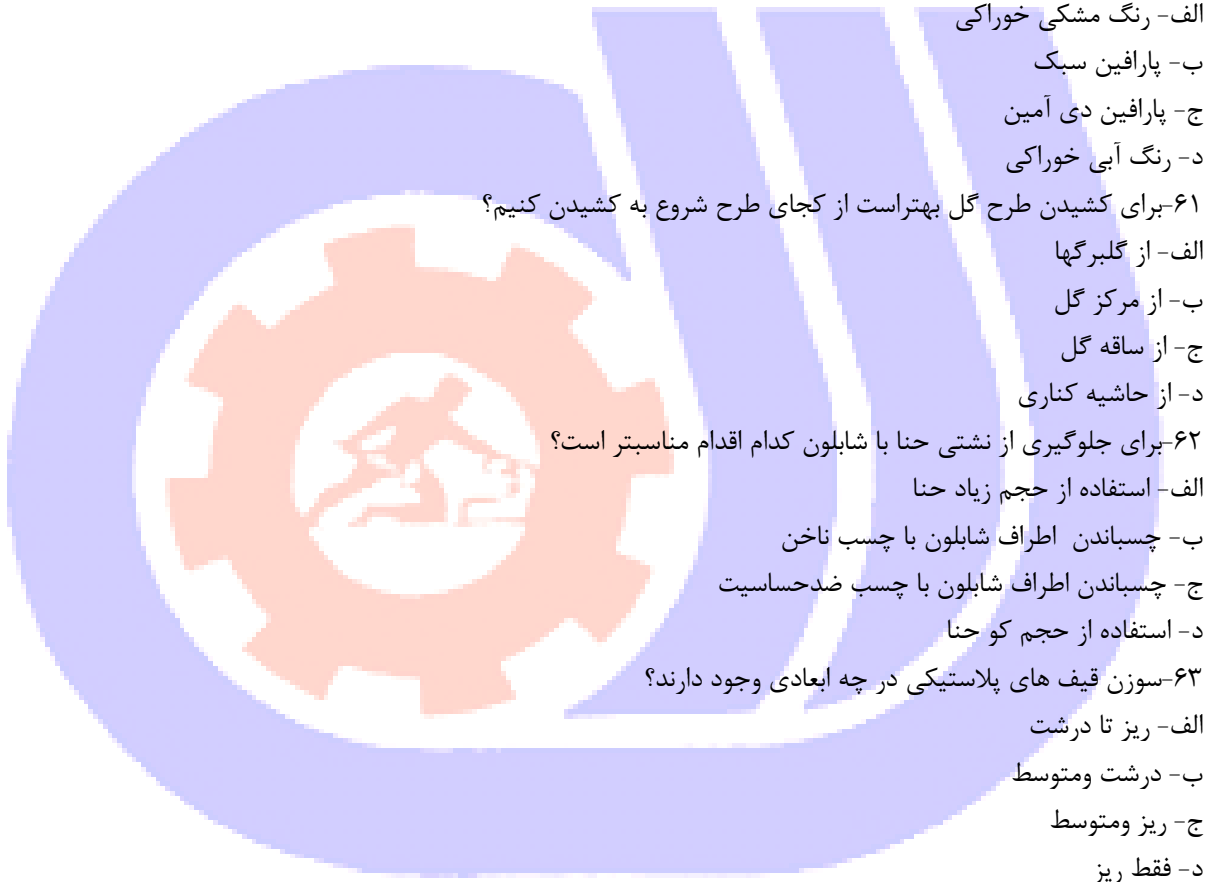 الف- رنگ مشکی خوراکی
ب- پارافین سبک
ج- پارافین دی آمین
د- رنگ آبی خوراکی
۶۱-برای کشیدن طرح گل بهتراست از کجای طرح شروع به کشیدن کنیم؟
الف- از گلبرگها
ب- از مرکز گل
ج- از ساقه گل
د- از حاشیه کناری
۶۲-برای جلوگیری از نشتی حنا با شابلون کدام اقدام مناسبتر است؟
الف- استفاده از حجم زیاد حنا
ب- چسباندن اطراف شابلون با چسب ناخن
ج- چسباندن اطراف شابلون با چسب ضدحساسیت
د- استفاده از حجم کو حنا
۶۳-سوزن قیف های پلاستیکی در چه ابعادی وجود دارند؟
الف- ریز تا درشت
ب- درشت ومتوسط
ج- ریز ومتوسط
د- فقط ریز